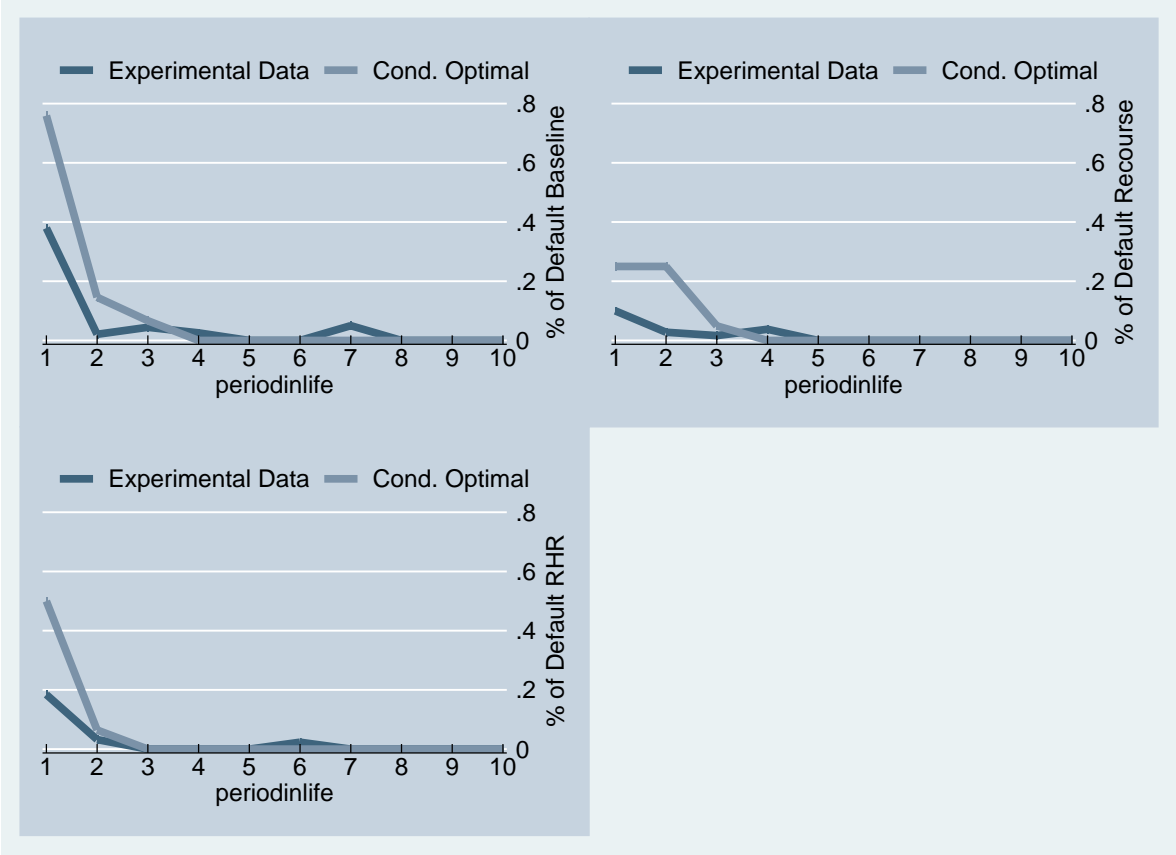 Experimental Data Cond. Optimal
.8
.6
.4
.2
0
% of Default Baseline
1 2 3 4 5 6 7 8 9 10
periodinlife
Experimental Data Cond. Optimal
.8
.6
.4
.2
0
% of Default Recourse
1 2 3 4 5 6 7 8 9 10
periodinlife
Experimental Data Cond. Optimal
.8
.6
.4
.2
0
% of Default RHR
1 2 3 4 5 6 7 8 9 10
periodinlife